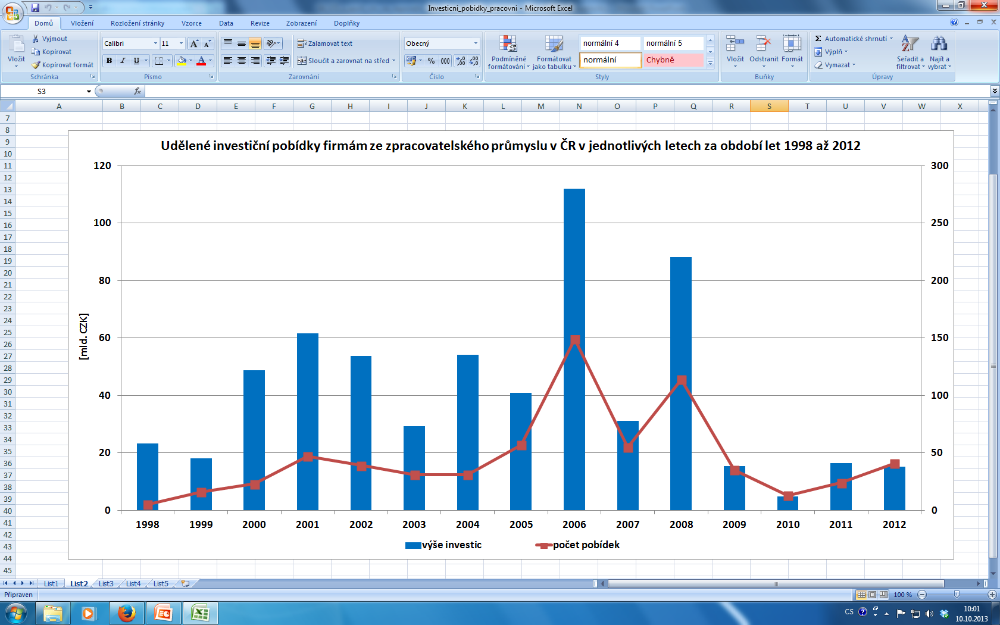 Investicni_pobidky_pracovni - Microsoft Excel
Domů Vložení Rozložení stránky Vzorce Data Revize Zobrazení Doplňky
Vložit
Vyjmout
Kopírovat
Kopírovat formát
Schránka
Calibri 11
B I U
Písmo
Zalamovat text
Sloučit a zarovnat na střed
Zarovnání
Obecný
% 000
Číslo
Podmíněné formátování
Formátovat jako tabulku
normální 4 normální 5
normální Chybně
Styly
Vložit Odstranit Formát
Buňky
Σ Automatické shrnutí
Výplň
Vymazat
Seřadit a filtrovat
Najít a vybrat
Úpravy
S3 fx
A B C D E F G H I J K L M N O P Q R S T U V W X
7
8
9
10
11
12
13
14
15
16
17
18
19
20
21
22
23
24
25
26
27
28
29
30
31
32
33
34
35
36
37
38
39
40
41
42
43
44
45
Udělené investiční pobídky firmám ze zpracovatelského průmyslu v ČR v jednotlivých letech za období let 1998 až 2012
120 300
100 250
80 200
60 150
40 100
20 50
0 0
[mld. CZK]
1998 1999 2000 2001 2002 2003 2004 2005 2006 2007 2008 2009 2010 2011 2012
výše investic počet pobídek
List1 List2 List3 List4 List5
Připraven 100 %
CS 10:01
10.10.2013